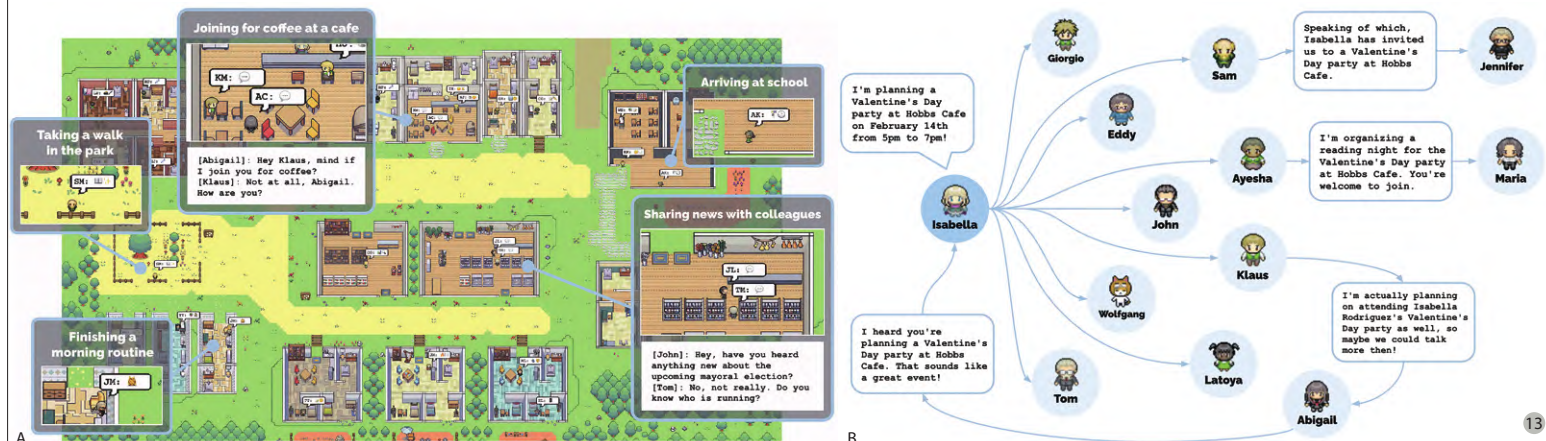 Joining for coffee at a cafe
KM:
AC:
[Abigail]: Hey Klaus, mind if
I join you for coffee?
[Klaus]: Not at all, Abigail.
How are you?
Taking a walk
in the park
SM:
Arriving at school
AK:
Sharing news with colleagues
JL:
TM:
[John]: Hey, have you heard
anything new about the
upcoming mayoral election?
[Tom]: No, not really. Do you
know who is running?
Finishing a
morning routine
JM:
A
I'm planning a
Valentine's Day
party at Hobbs Cafe
on February 14th
from 5pm to 7pm!
Isabella
Giorgio
Sam
Speaking of which,
Isabella has invited
us to a Valentine's
Day party at Hobbs
Cafe.
Jennifer
Eddy
Ayesha
I'm organizing a
reading night for the
Valentine's Day party
at Hobbs Cafe. You're
welcome to join.
Maria
John
Klaus
I'm actually planning
on attending Isabella
Rodriguez's Valentine's
Day party as well, so
maybe we could talk
more then!
Wolfgang
Latoya
Tom
Abigail
I heard you're
planning a Valentine's
Day party at Hobbs
Cafe. That sounds like
a great event!
B
13